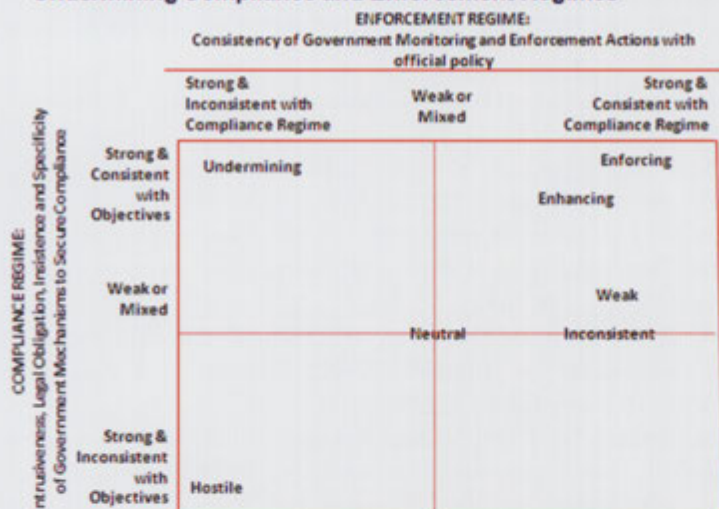 ENFORCEMENT REGIME:
Consistency of Government Monitoring and Enforcement Actions with
official policy
Strong &
Inconsistent with
Compliance Regime
Weak or
Mixed
Strong &
Consistent with
Compliance Regime
COMPLIANCE REGIME:
ntrusiveness, Legal Obligation, Insistence and Specificity
of Government Mechanisms to Secure Compliance
Strong &
Consistent
with
Objectives
Undermining
Enforcing
Enhancing
Weak or
Mixed
Weak
Neutral
Inconsistent
Strong &
Inconsistent
with
Objectives
Hostile